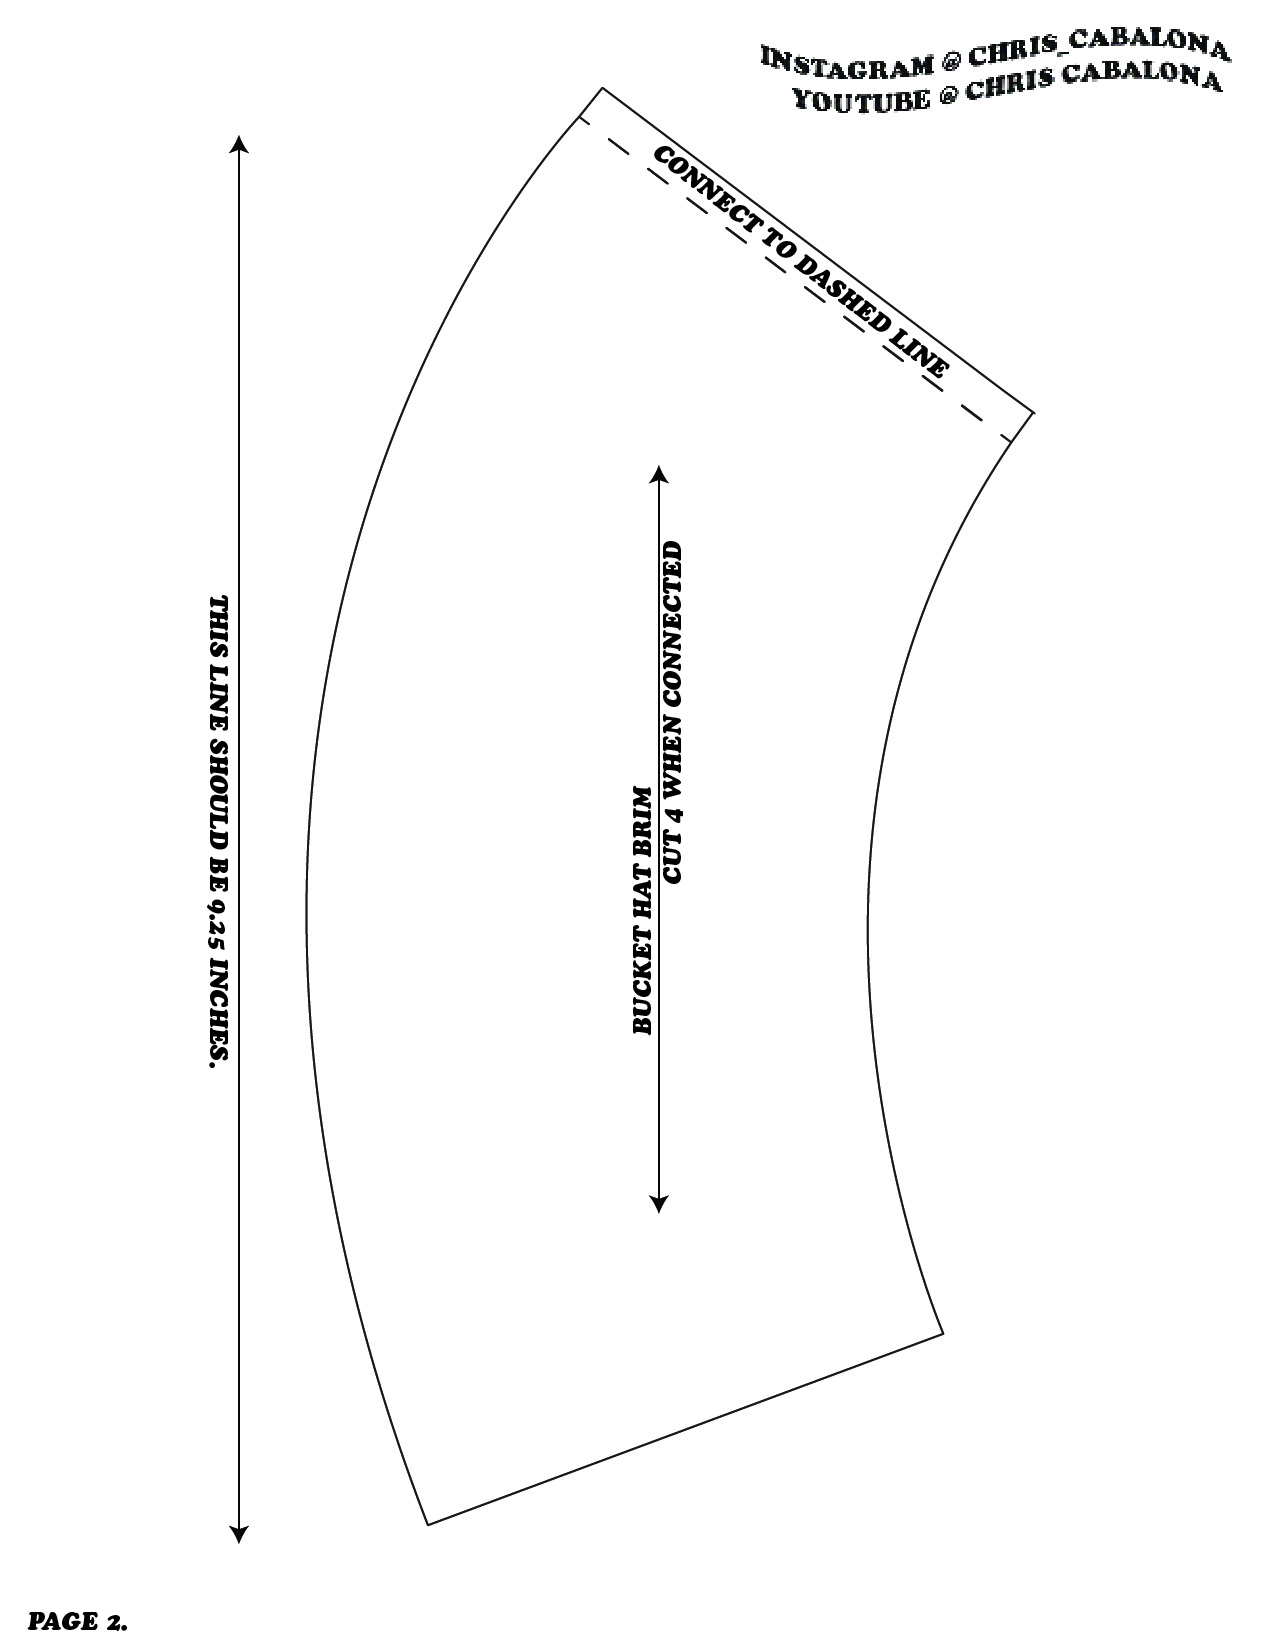 INSTAGRAM @ CHRIS_CABALONA
YOUTUBE @ CHRIS CABALONA
CONNECT TO DASHED LINE
THIS LINE SHOULD BE 9.25 INCHES.
BUCKET HAT BRIM
CUT 4 WHEN CONNECTED
PAGE 2.